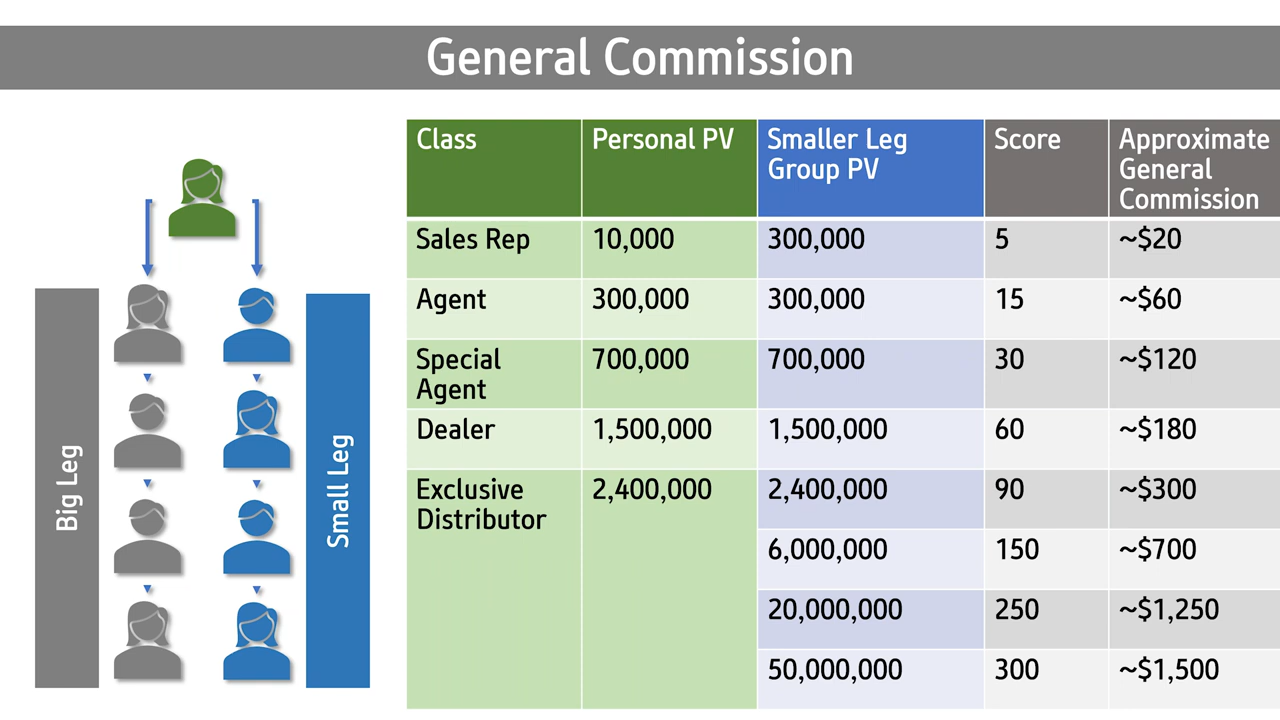 General Commission
Big Leg
Small Leg
Class
Personal PV
Smaller Leg
Group PV
Score
Approximate
General
Commission
Sales Rep
10,000
300,000
5
~$20
Agent
300,000
300,000
15
~$60
Special
Agent
700,000
700,000
30
~$120
Dealer
1,500,000
1,500,000
60
~$180
Exclusive
Distributor
2,400,000
2,400,000
90
~$300
6,000,000
150
~$700
20,000,000
250
~$1,250
50,000,000
300
~$1,500